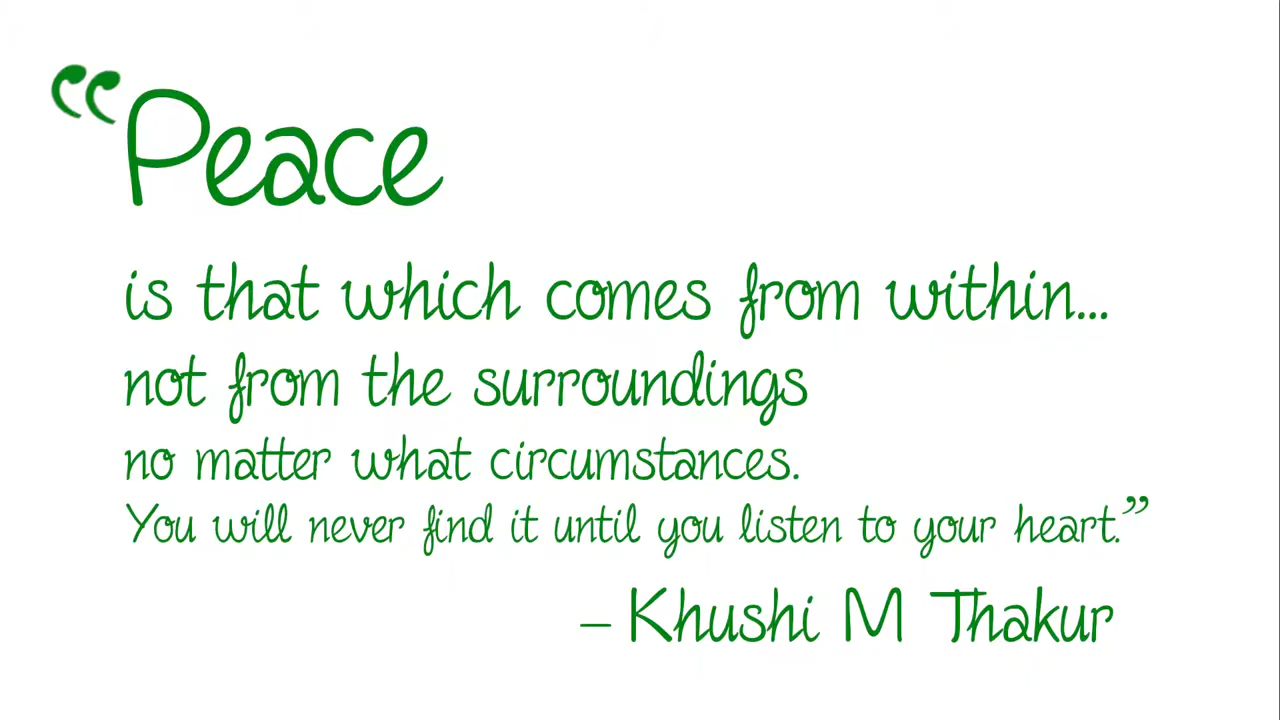 “Peace
is that which comes from within...
not from the surroundings
no matter what circumstances.
You will never find it until you listen to your heart.”
– Khushi M Thakur